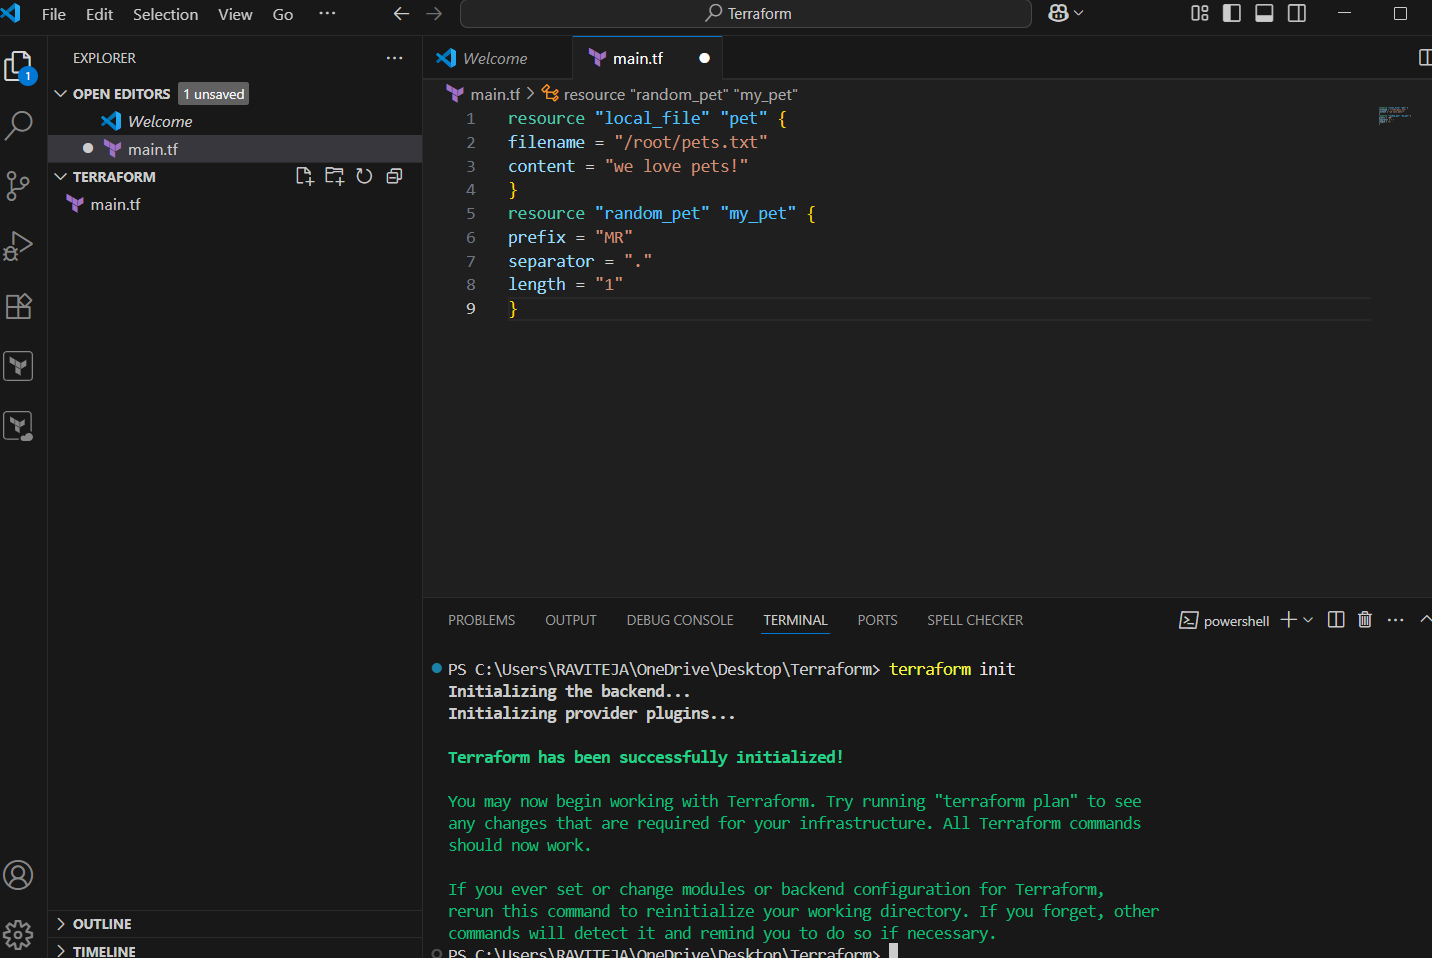 File Edit Selection View Go ··· Terraform
EXPLORER ···
OPEN EDITORS 1 unsaved
Welcome
main.tf
TERRAFORM
main.tf
OUTLINE
TIMELINE
1
Welcome
main.tf
main.tf > resource "random_pet" "my_pet"
1 resource "local_file" "pet" {
2 filename = "/root/pets.txt"
3 content = "we love pets!"
4 }
5 resource "random_pet" "my_pet" {
6 prefix = "MR"
7 separator = "."
8 length = "1"
9 }
PROBLEMS OUTPUT DEBUG CONSOLE TERMINAL PORTS SPELL CHECKER powershell ···
PS C:\Users\RAVITEJA\OneDrive\Desktop\Terraform> terraform init
Initializing the backend...
Initializing provider plugins...
Terraform has been successfully initialized!
You may now begin working with Terraform. Try running "terraform plan" to see
any changes that are required for your infrastructure. All Terraform commands
should now work.
If you ever set or change modules or backend configuration for Terraform,
rerun this command to reinitialize your working directory. If you forget, other
commands will detect it and remind you to do so if necessary.
PS C:\Users\RAVITEJA\OneDrive\Desktop\Terraform>